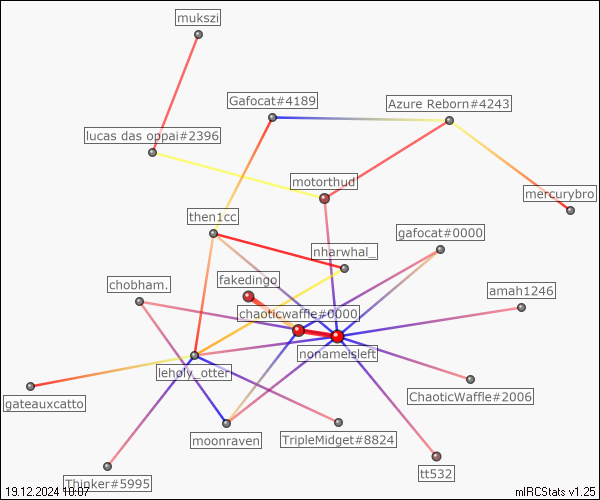 mukszi
Gafocat#4189
Azure Reborn#4243
lucas das oppai#2396
motorthud
mercurybro
then1cc
gafocat#0000
nharwhal_
fakedingo
chobham.
amah1246
chaoticwaffle#0000
nonameisleft
leholy_otter
ChaoticWaffle#2006
gateauxcatto
moonraven
TripleMidget#8824
tt532
Thinker#5995
19.12.2024 10:07
mIRCStats v1.25